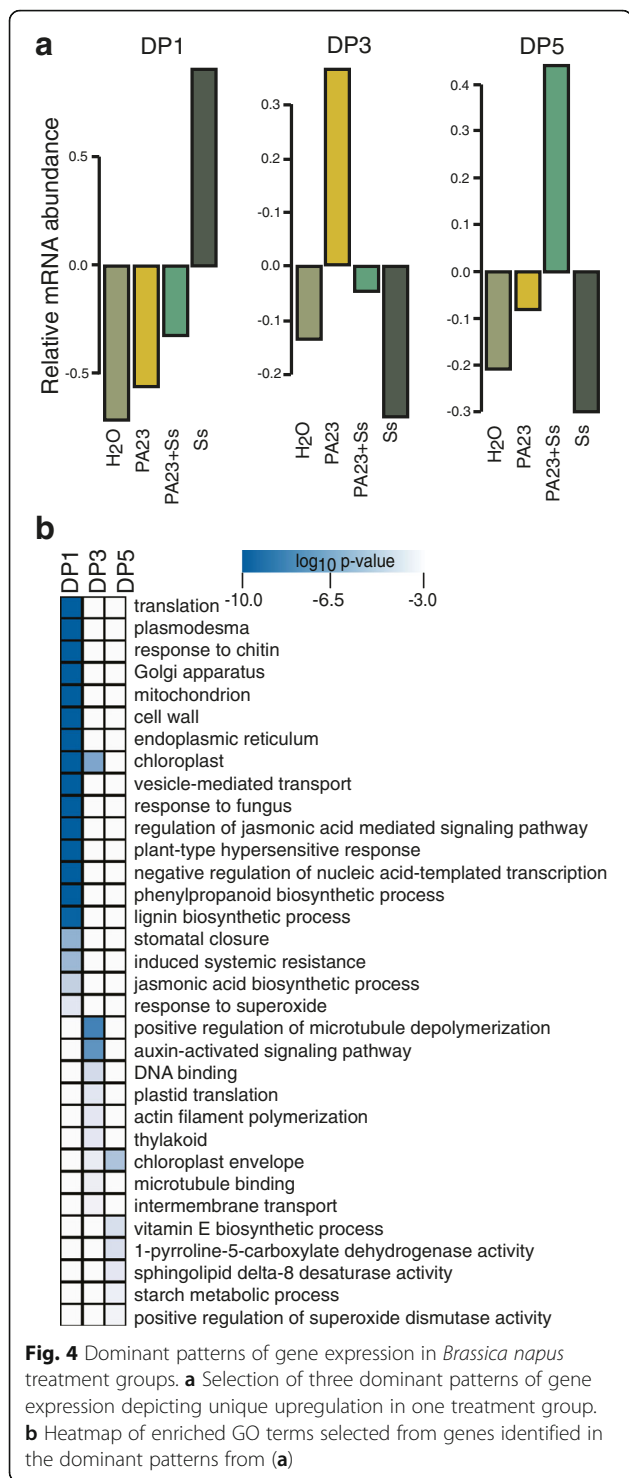 a
DP1
DP3
DP5
Relative mRNA abundance
0.5
0.0
-0.5
H2O
PA23
PA23+Ss
Ss
0.3
0.2
-0.1
0.0
-0.1
-0.2
H2O
PA23
PA23+Ss
Ss
0.4
0.3
0.2
0.1
0.0
-0.1
-0.2
-0.3
H2O
PA23
PA23+Ss
Ss
b
DP1
DP3
DP5
log10 p-value
-10.0 -6.5 -3.0
translation
plasmodesma
response to chitin
Golgi apparatus
mitochondrion
cell wall
endoplasmic reticulum
chloroplast
vesicle-mediated transport
response to fungus
regulation of jasmonic acid mediated signaling pathway
plant-type hypersensitive response
negative regulation of nucleic acid-templated transcription
phenylpropanoid biosynthetic process
lignin biosynthetic process
stomatal closure
induced systemic resistance
jasmonic acid biosynthetic process
response to superoxide
positive regulation of microtubule depolymerization
auxin-activated signaling pathway
DNA binding
plastid translation
actin filament polymerization
thylakoid
chloroplast envelope
microtubule binding
intermembrane transport
vitamin E biosynthetic process
1-pyrroline-5-carboxylate dehydrogenase activity
sphingolipid delta-8 desaturase activity
starch metabolic process
positive regulation of superoxide dismutase activity
Fig. 4 Dominant patterns of gene expression in Brassica napus
treatment groups. a Selection of three dominant patterns of gene
expression depicting unique upregulation in one treatment group.
b Heatmap of enriched GO terms selected from genes identified in
the dominant patterns from (a)